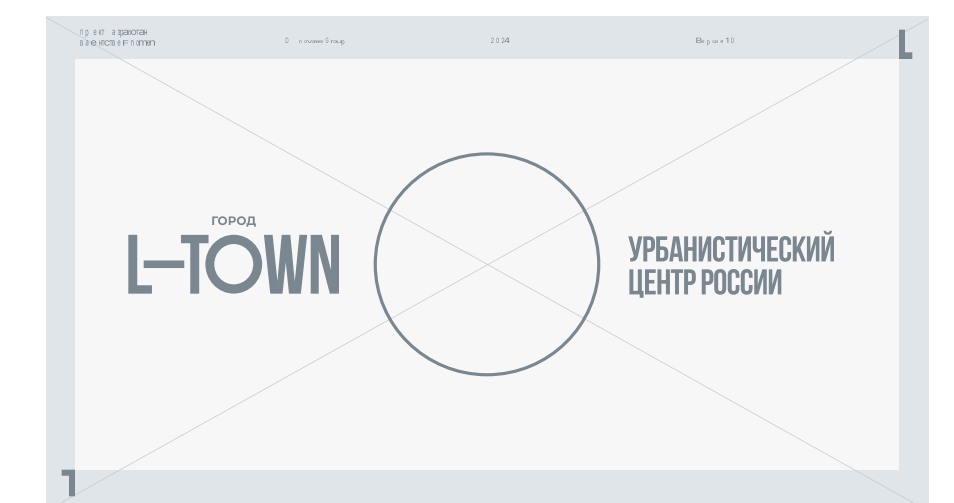 2024
L
ГОРОД
L–TOWN
УРБАНИСТИЧЕСКИЙ
ЦЕНТР РОССИИ
T